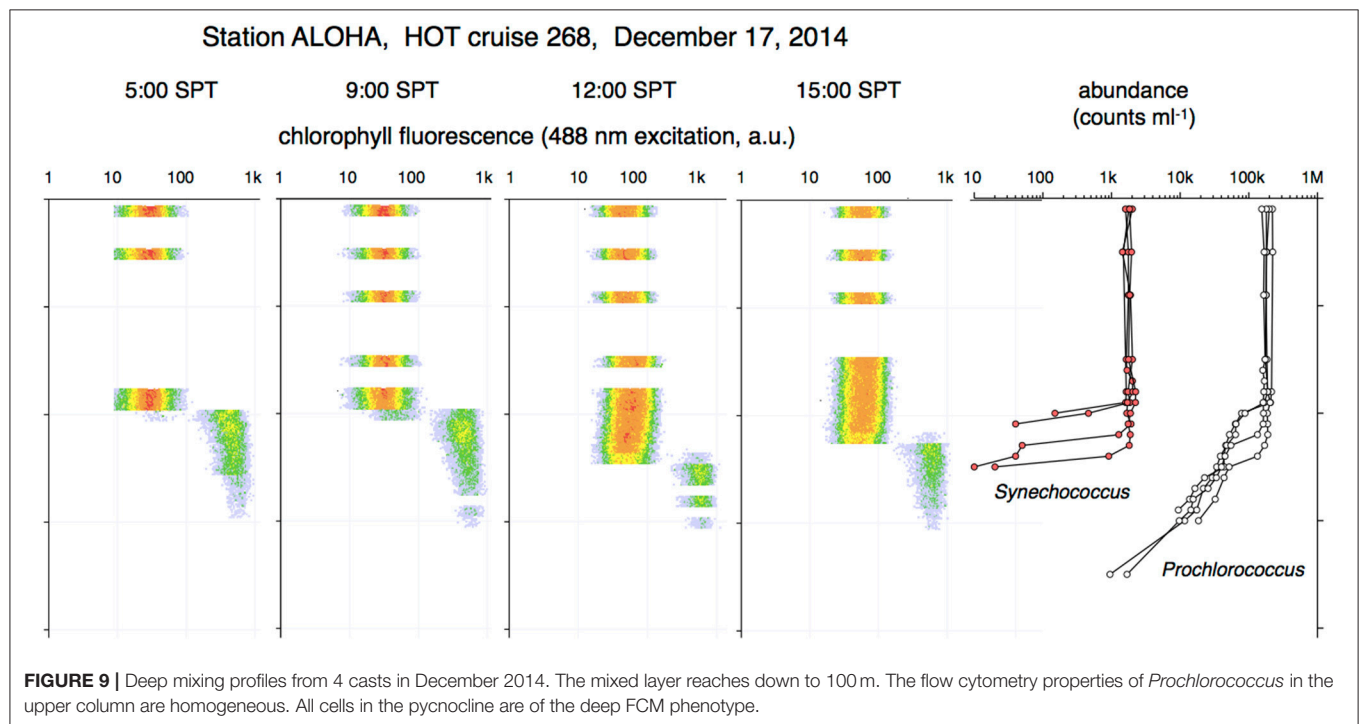 Station ALOHA, HOT cruise 268, December 17, 2014
5:00 SPT 9:00 SPT 12:00 SPT 15:00 SPT abundance
(counts ml-1)
chlorophyll fluorescence (488 nm excitation, a.u.)
1 10 100 1k 1 10 100 1k 1 10 100 1k 1 10 100 1k 10 100 1k 10k 100k 1M
Synechococcus
Prochlorococcus
FIGURE 9 | Deep mixing profiles from 4 casts in December 2014. The mixed layer reaches down to 100 m. The flow cytometry properties of Prochlorococcus in the
upper column are homogeneous. All cells in the pycnocline are of the deep FCM phenotype.